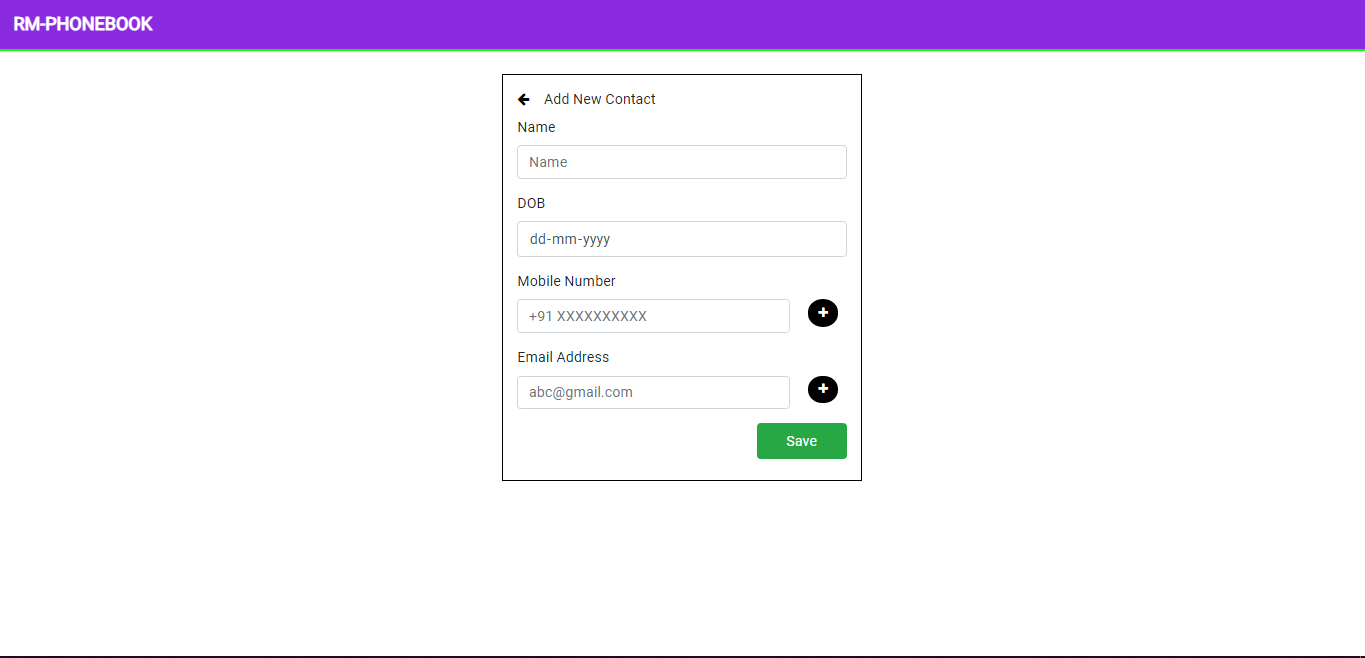 RM-PHONEBOOK
Add New Contact
Name
Name
DOB
dd-mm-yyyy
Mobile Number
+91 XXXXXXXXXX
Email Address
abc@gmail.com
Save